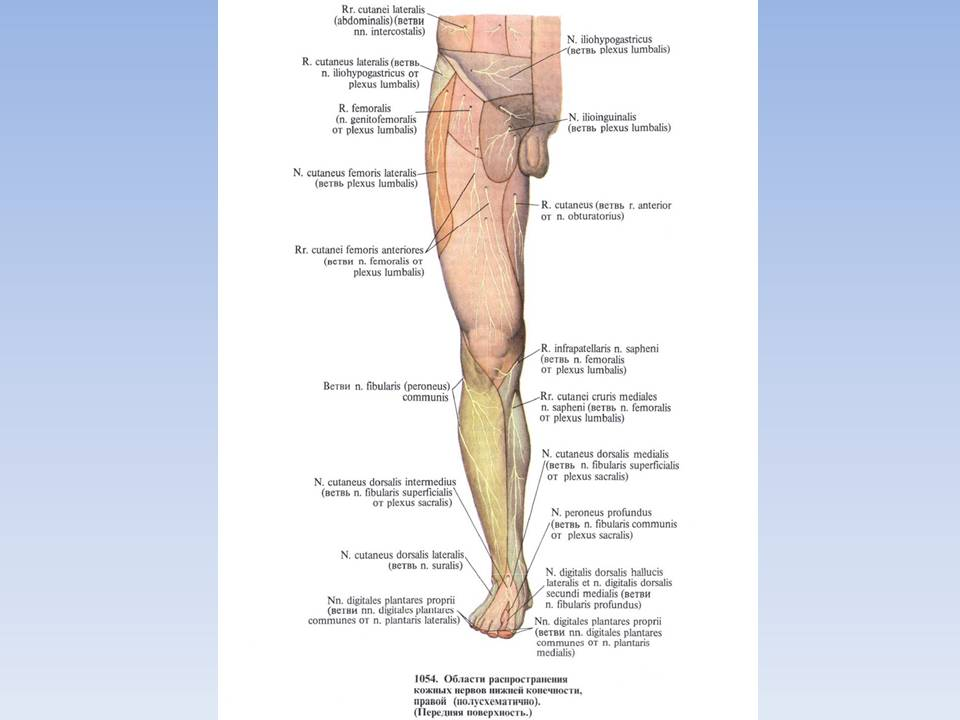 Rr. cutanei lateralis
(abdominalis) (ветви
nn. intercostalis)
R. cutaneus lateralis (ветвь
n. iliohypogastricus от
plexus lumbalis)
R. femoralis
(n. genitofemoralis
от plexus lumbalis)
N. cutaneus femoris lateralis
(ветвь plexus lumbalis)
Rr. cutanei femoris anteriores
(ветви n. femoralis от
plexus lumbalis)
Ветви n. fibularis (peroneus)
communis
N. cutaneus dorsalis intermedius
(ветвь n. fibularis superficialis
от plexus sacralis)
N. cutaneus dorsalis lateralis
(ветвь n. suralis)
Nn. digitales plantares proprii
(ветви nn. digitales plantares
communes от n. plantaris lateralis)
N. iliohypogastricus
(ветвь plexus lumbalis)
N. ilioinguinalis
(ветвь plexus lumbalis)
R. cutaneus (ветвь r. anterior
от n. obturatorius)
R. infrapatellaris n. sapheni
(ветвь n. femoralis
от plexus lumbalis)
Rr. cutanei cruris mediales
n. sapheni (ветвь n. femoralis
от plexus lumbalis)
N. cutaneus dorsalis medialis
(ветвь n. fibularis superficialis
от plexus sacralis)
N. peroneus profundus
(ветвь n. fibularis communis
от plexus sacralis)
N. digitalis dorsalis hallucis
lateralis et n. digitalis dorsalis
secundi medialis (ветви
n. fibularis profundus)
Nn. digitales plantares proprii
(ветви nn. digitales plantares
communes от n. plantaris
medialis)
1054. Области распространения
кожных нервов нижней конечности,
правой (полусхематично).
(Передняя поверхность.)